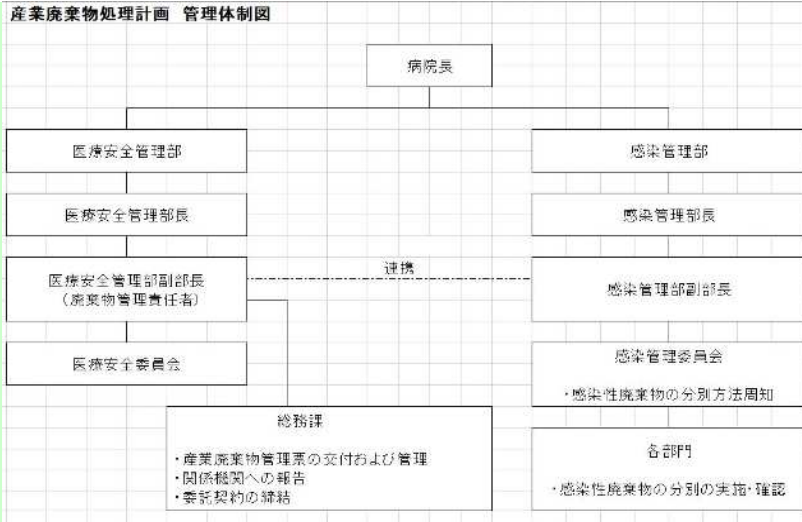 産業廃棄物処理計画 管理体制図
病院長
医療安全管理部
感染管理部
医療安全管理部長
感染管理部長
医療安全管理部副部長
（廃棄物管理責任者）
連携
感染管理部副部長
医療安全委員会
感染管理委員会
・感染性廃棄物の分別方法周知
総務課
・産業廃棄物管理票の交付および管理
・関係機関への報告
・委託契約の締結
各部門
・感染性廃棄物の分別の実施・確認